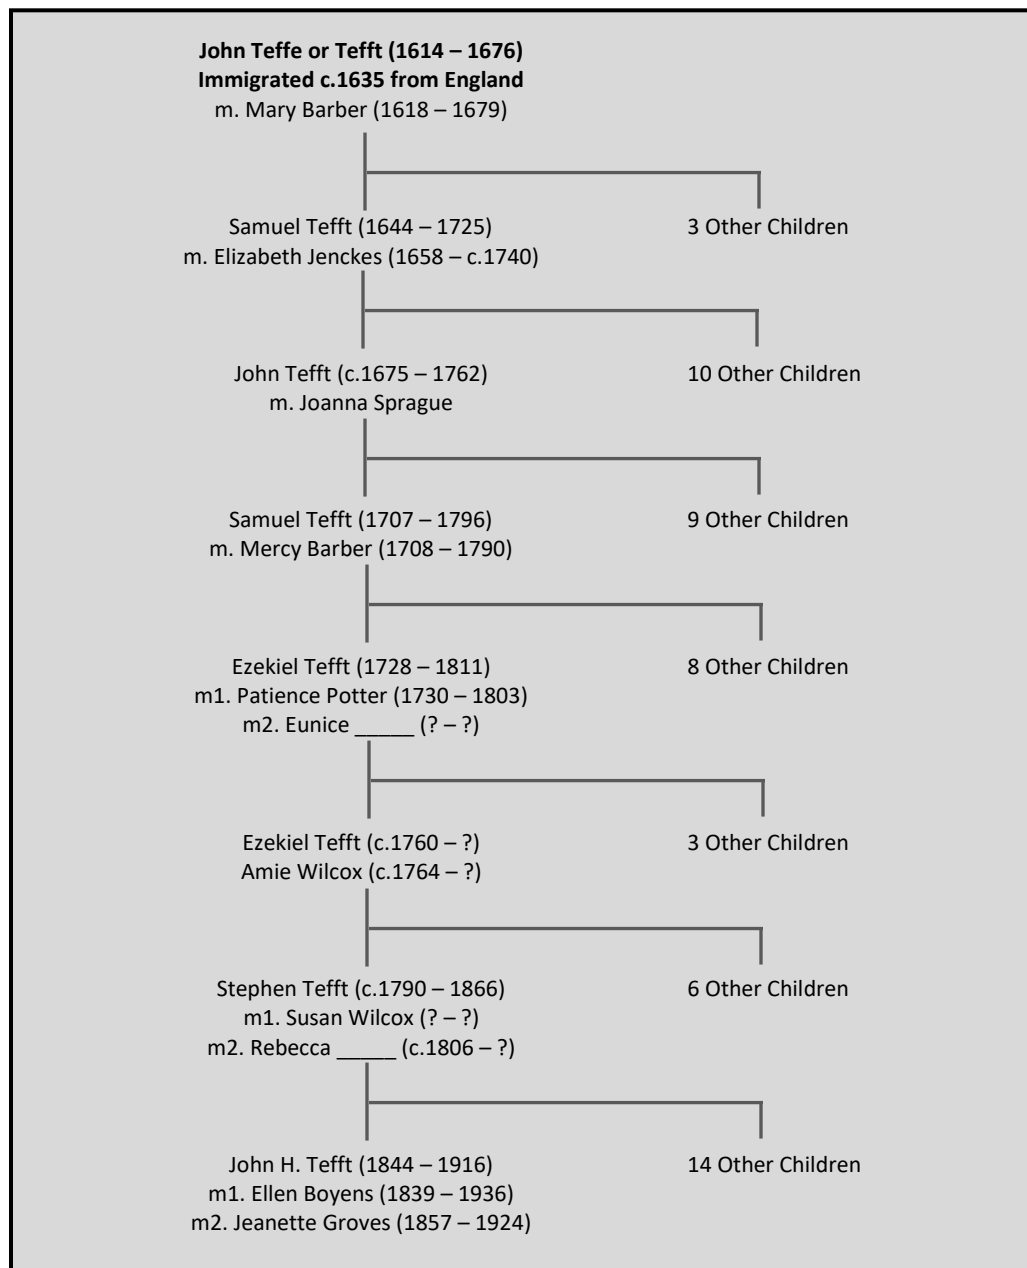 John Teffe or Tefft (1614 – 1676)
Immigrated c.1635 from England
m. Mary Barber (1618 – 1679)
Samuel Tefft (1644 – 1725)
3 Other Children
m. Elizabeth Jenckes (1658 – c.1740)
John Tefft (c.1675 – 1762)
10 Other Children
m. Joanna Sprague
Samuel Tefft (1707 – 1796)
9 Other Children
m. Mercy Barber (1708 – 1790)
Ezekiel Tefft (1728 – 1811)
8 Other Children
m1. Patience Potter (1730 – 1803)
m2. Eunice _____ (? – ?)
Ezekiel Tefft (c.1760 – ?)
3 Other Children
Amie Wilcox (c.1764 – ?)
Stephen Tefft (c.1790 – 1866)
6 Other Children
m1. Susan Wilcox (? – ?)
m2. Rebecca _____ (c.1806 – ?)
John H. Tefft (1844 – 1916)
14 Other Children
m1. Ellen Boyens (1839 – 1936)
m2. Jeanette Groves (1857 – 1924)